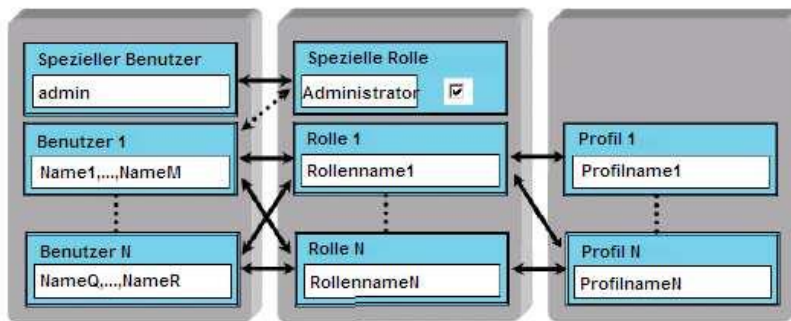 Spezieller Benutzer
admin
Benutzer 1
Name1,...,NameM
Benutzer N
NameQ,...,NameR
Spezielle Rolle
Administrator
Rolle 1
Rollenname1
Rolle N
RollennameN
Profil 1
Profilname1
Profil N
ProfilnameN